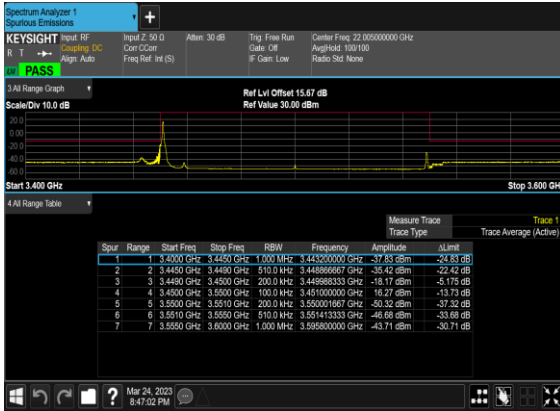 Spectrum Analyzer 1
Spurious Emissions
KEYSIGHT Input: RF Input Z: 50 Ω Atten: 30 dB Trig: Free Run Center Freq: 22.005000000 GHz
R T Coupling: DC Corr CCorr Gate: Off Avg|Hold: 100/100
Align: Auto Freq Ref: Int (S) IF Gain: Low Radio Std: None
PASS
3 All Range Graph
Ref Lvl Offset 15.67 dB
Scale/Div 10.0 dB Ref Value 30.00 dBm
20.0
0.00
-20.0
-40.0
-60.0
Start 3.400 GHz Stop 3.600 GH
4 All Range Table
Measure Trace Trace 1
Trace Type Trace Average (Active)
Spur Range Start Freq Stop Freq RBW Frequency Amplitude ΔLimit
1 1 3.4000 GHz 3.4450 GHz 1.000 MHz 3.443200000 GHz -37.83 dBm -24.83 dB
2 2 3.4450 GHz 3.4490 GHz 510.0 kHz 3.448866667 GHz -35.42 dBm -22.42 dB
3 3 3.4490 GHz 3.4500 GHz 200.0 kHz 3.449988333 GHz -18.17 dBm -5.175 dB
4 4 3.4500 GHz 3.5500 GHz 100.0 kHz 3.451000000 GHz 16.27 dBm -13.73 dB
5 5 3.5500 GHz 3.5510 GHz 200.0 kHz 3.550001667 GHz -50.32 dBm -37.32 dB
6 6 3.5510 GHz 3.5550 GHz 510.0 kHz 3.551413333 GHz -46.68 dBm -33.68 dB
7 7 3.5550 GHz 3.6000 GHz 1.000 MHz 3.595800000 GHz -43.71 dBm -30.71 dB
Mar 24, 2023
8:47:02 PM